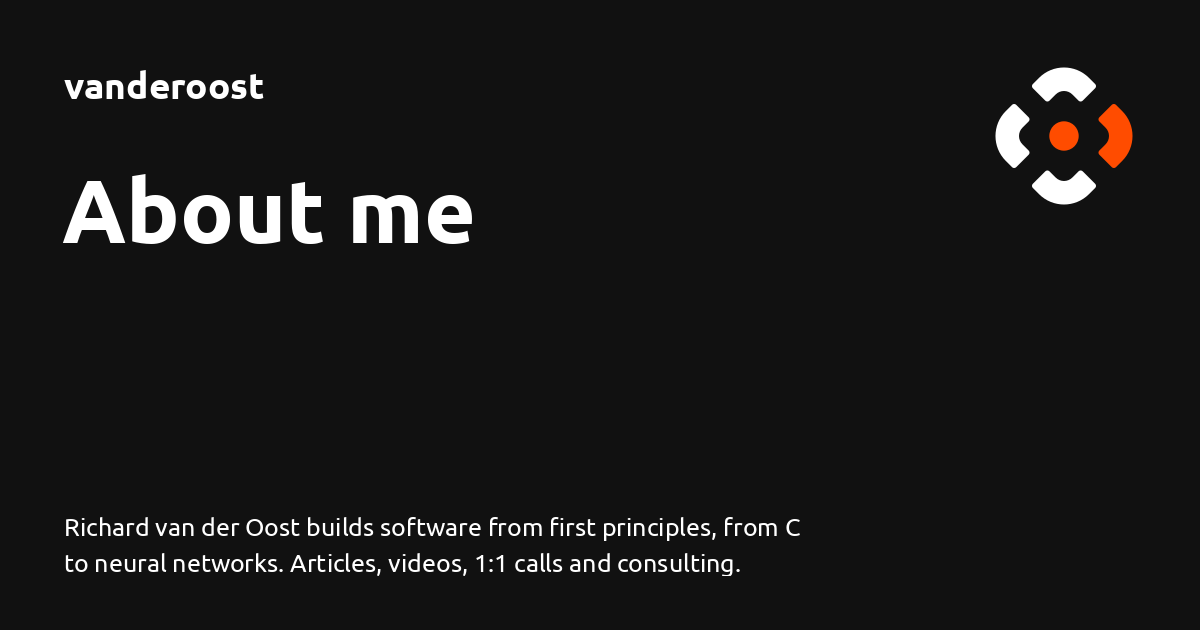 vanderoost
About me
Richard van der Oost builds software from first principles, from C
to neural networks. Articles, videos, 1:1 calls and consulting.